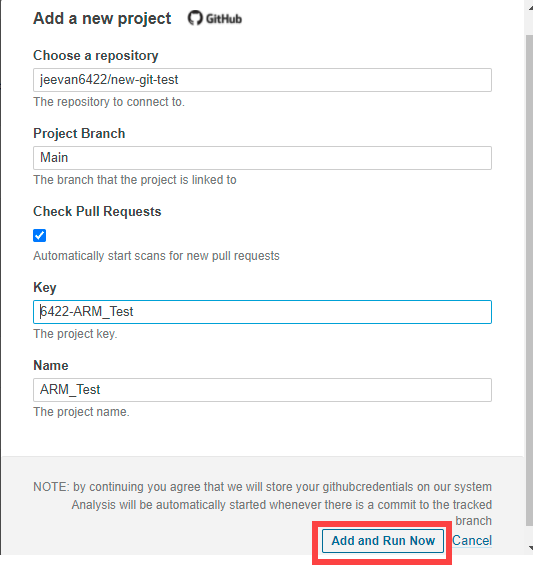 Add a new project GitHub
Choose a repository
jeevan6422/new-git-test
The repository to connect to.
Project Branch
Main
The branch that the project is linked to
Check Pull Requests
Automatically start scans for new pull requests
Key
6422-ARM_Test
The project key.
Name
ARM_Test
The project name.
NOTE: by continuing you agree that we will store your githubcredentials on our system
Analysis will be automatically started whenever there is a commit to the tracked
branch
Add and Run Now Cancel